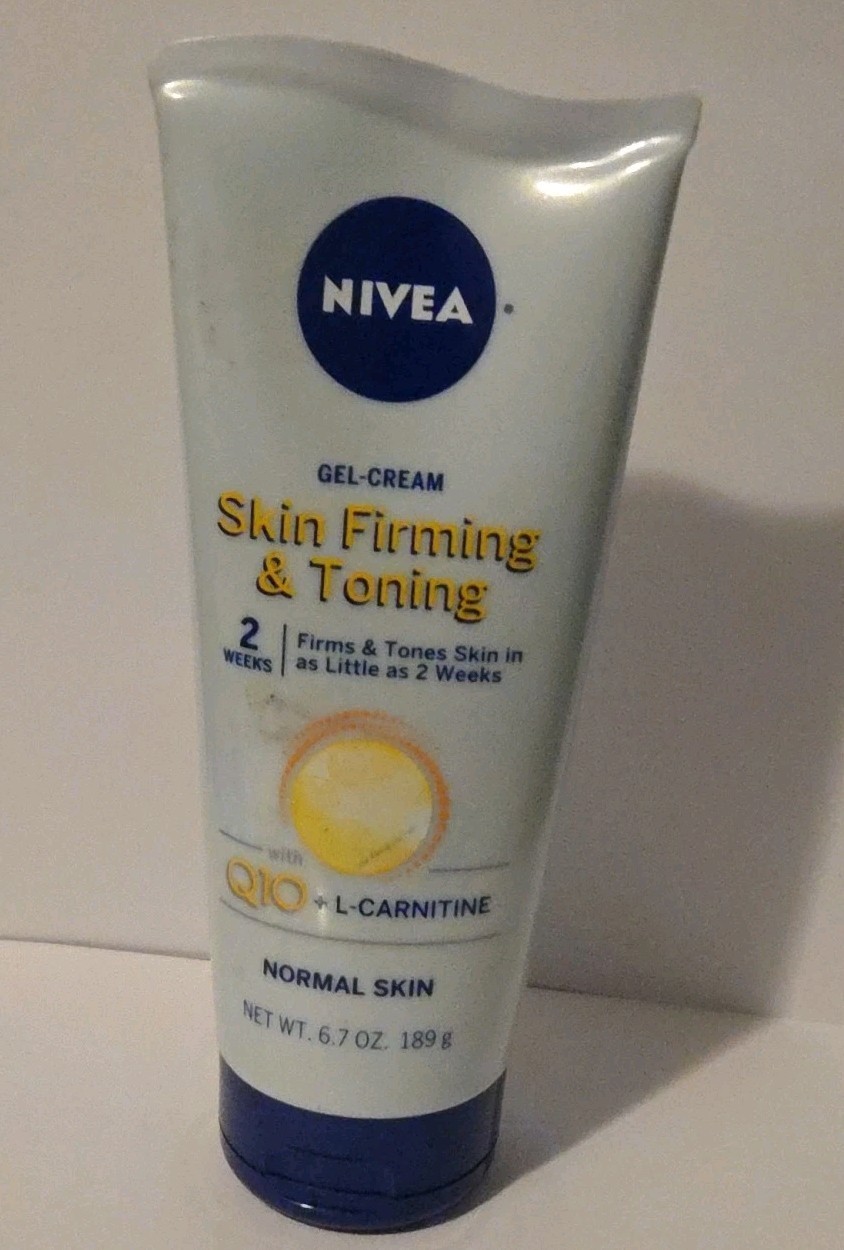 NIVEA
GEL-CREAM
Skin Firming
& Toning
2
WEEKS
Firms & Tones Skin in
as Little as 2 Weeks
with
Q10 + L-CARNITINE
NORMAL SKIN
NET WT. 6.7 OZ. 189 g